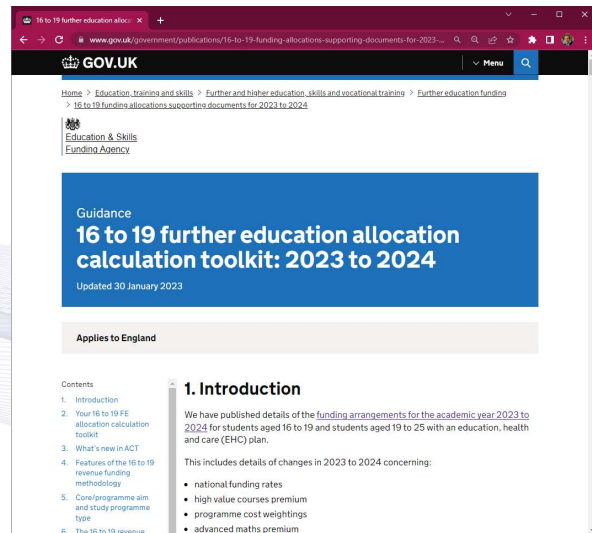 16 to 19 further education alloca
www.gov.uk/government/publications/16-to-19-funding-allocations-supporting-documents-for-2023-...
GOV.UK
Menu
Home > Education, training and skills > Further and higher education, skills and vocational training > Further education funding
> 16 to 19 funding allocations supporting documents for 2023 to 2024
Education & Skills
Funding Agency
Guidance
16 to 19 further education allocation
calculation toolkit: 2023 to 2024
Updated 30 January 2023
Applies to England
Contents
1. Introduction
2. Your 16 to 19 FE
allocation calculation
toolkit
3. What's new in ACT
4. Features of the 16 to 19
revenue funding
methodology
5. Core/programme aim
and study programme
type
6. The 16 to 19 revenue
1. Introduction
We have published details of the funding arrangements for the academic year 2023 to
2024 for students aged 16 to 19 and students aged 19 to 25 with an education, health
and care (EHC) plan.
This includes details of changes in 2023 to 2024 concerning:
• national funding rates
• high value courses premium
• programme cost weightings
• advanced maths premium